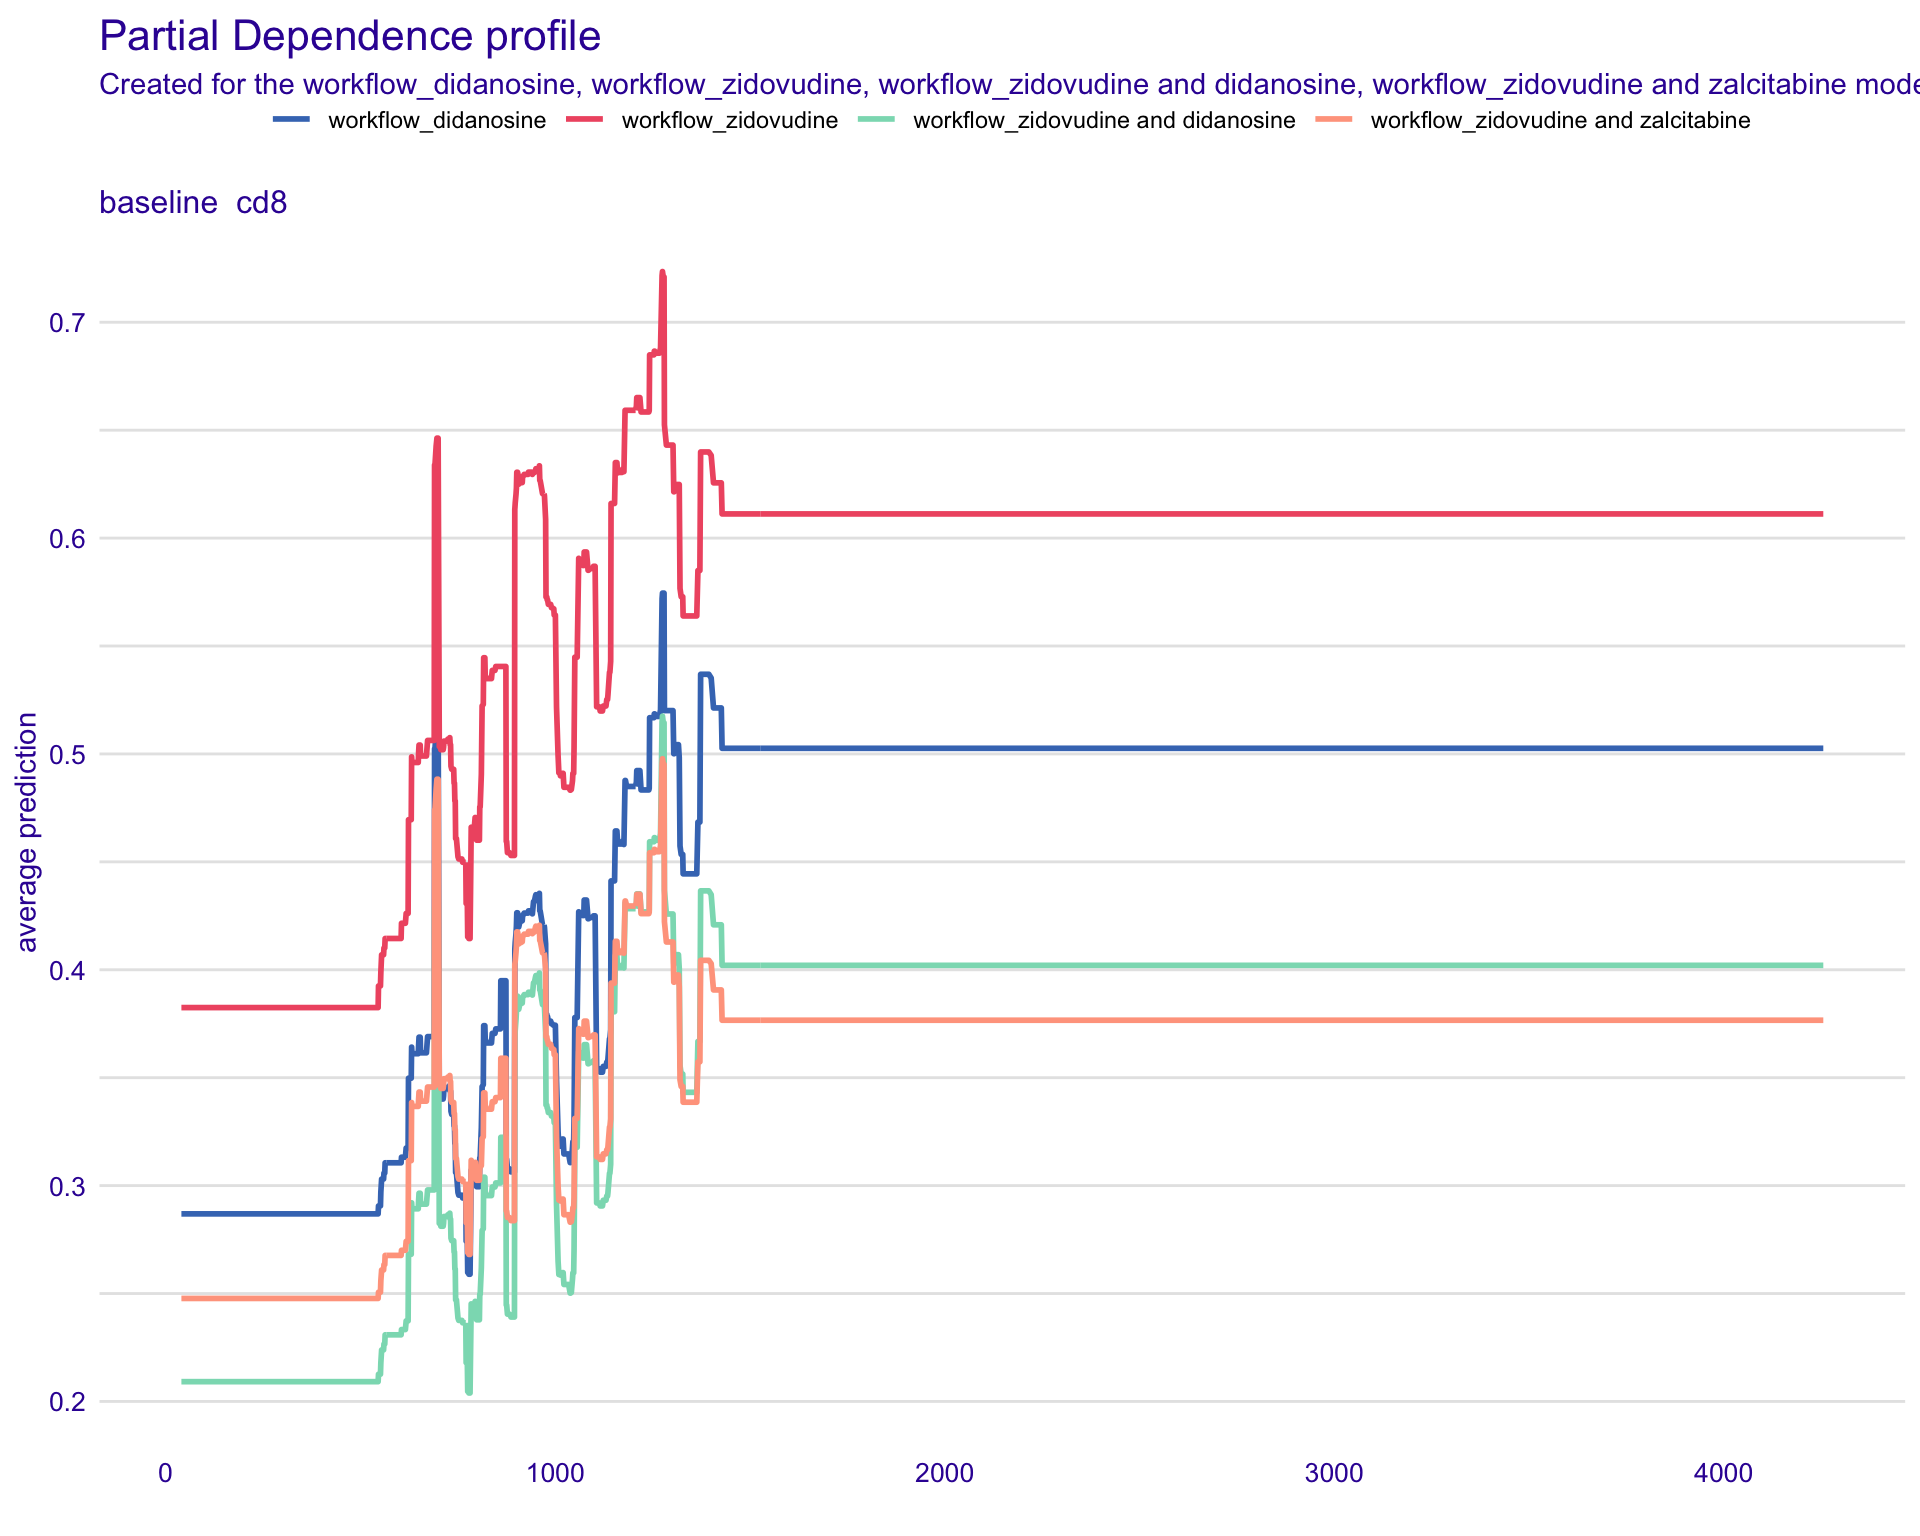 Partial Dependence profile
Created for the workflow_didanosine, workflow_zidovudine, workflow_zidovudine and didanosine, workflow_zidovudine and zalcitabine mode
workflow_didanosine workflow_zidovudine workflow_zidovudine and didanosine workflow_zidovudine and zalcitabine
baseline cd8
0.7
0.6
0.5
0.4
0.3
0.2
average prediction
0 1000 2000 3000 4000